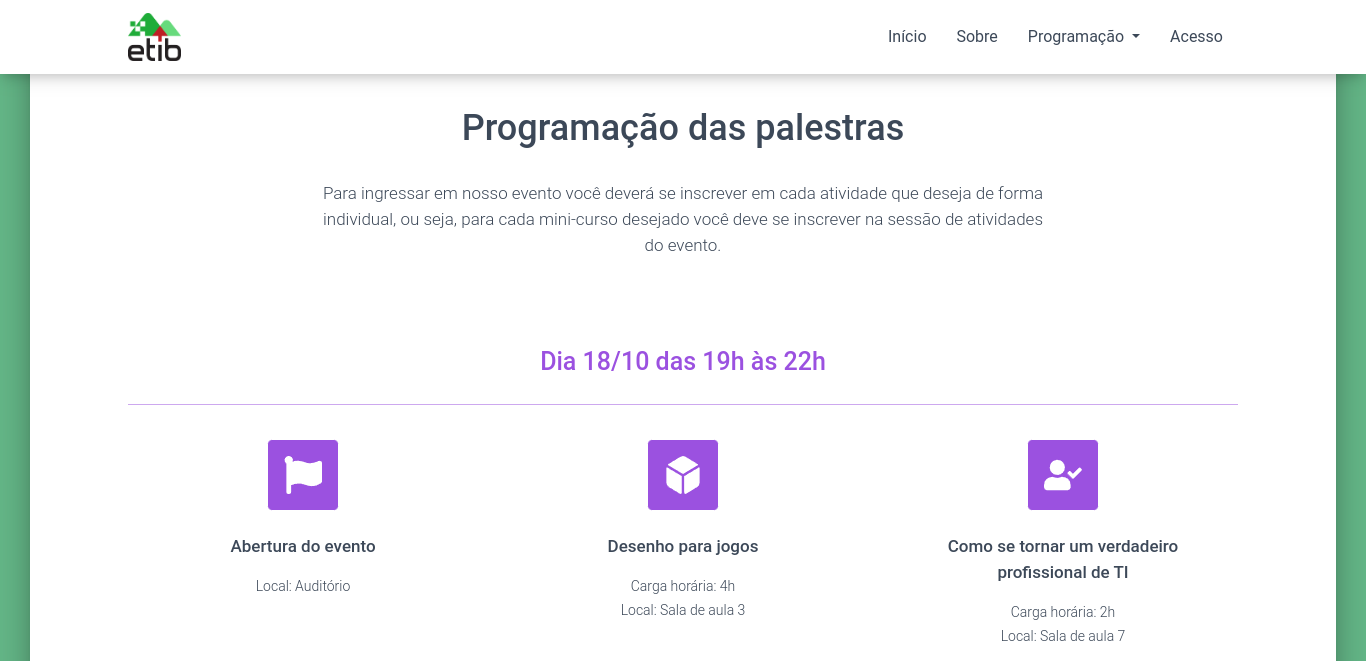 etib
Início
Sobre
Programação
Acesso
Programação das palestras
Para ingressar em nosso evento você deverá se inscrever em cada atividade que deseja de forma
individual, ou seja, para cada mini-curso desejado você deve se inscrever na sessão de atividades
do evento.
Dia 18/10 das 19h às 22h
Abertura do evento
Local: Auditório
Desenho para jogos
Carga horária: 4h
Local: Sala de aula 3
Como se tornar um verdadeiro
profissional de TI
Carga horária: 2h
Local: Sala de aula 7